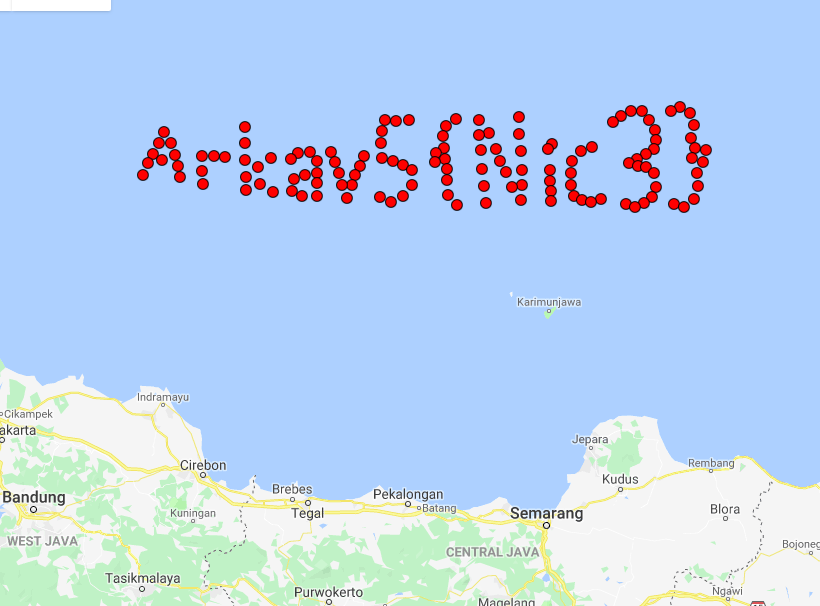 Arkav5{Nic3}
Karimunjawa
Indramayu
Cikampek
akarta
Jepara
Cirebon
Rembang
Kudus
Brebes
Pekalongan
Bandung
Batang
Blora
Kuningan
Tegal
Semarang
WEST JAVA
Bojoneg
CENTRAL JAVA
Tasikmalaya
Purwokerto
Ngawi
Magelang